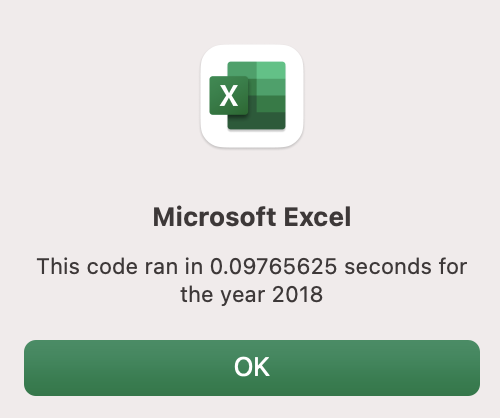 X
Microsoft Excel
This code ran in 0.09765625 seconds for
the year 2018
OK